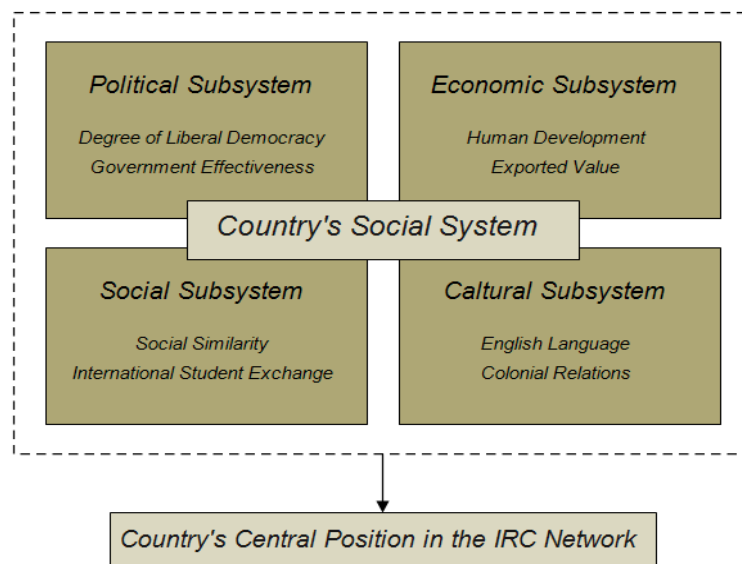 Political Subsystem
Degree of Liberal Democracy
Government Effectiveness
Economic Subsystem
Human Development
Exported Value
Country's Social System
Social Subsystem
Social Similarity
International Student Exchange
Caltural Subsystem
English Language
Colonial Relations
Country's Central Position in the IRC Network